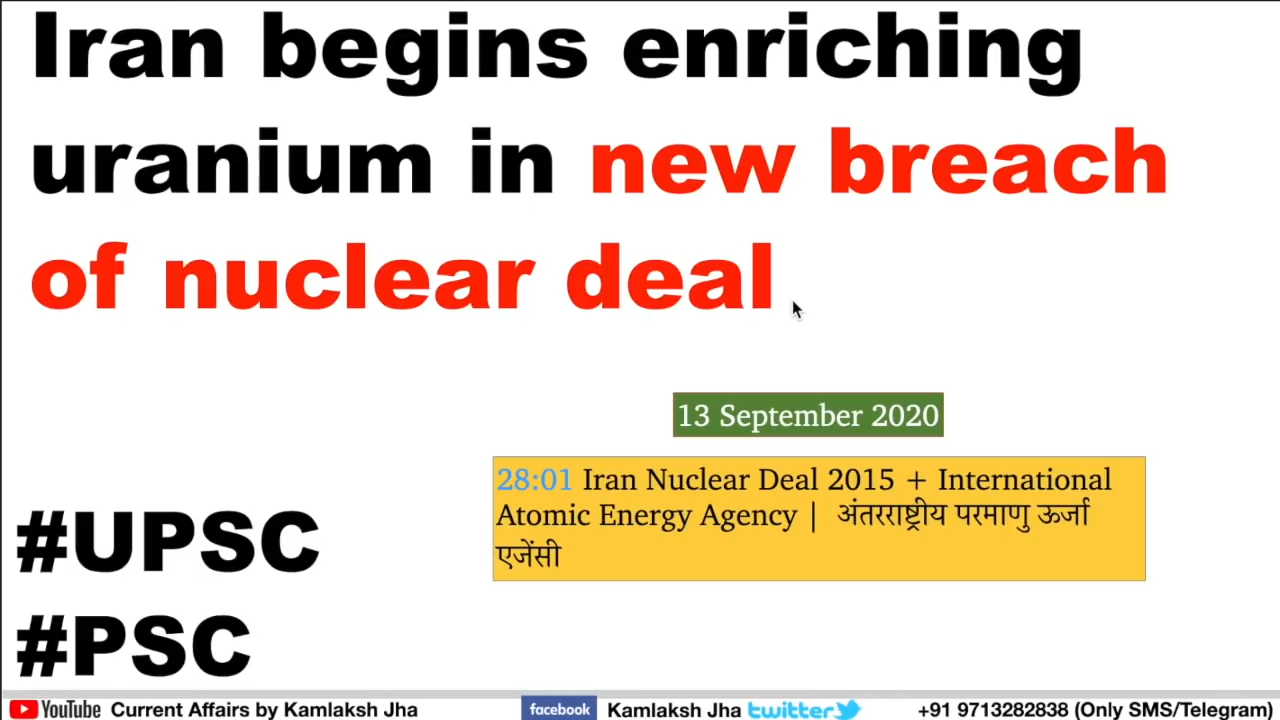 Iran begins enriching
uranium in new breach
of nuclear deal
13 September 2020
28:01 Iran Nuclear Deal 2015 + International
Atomic Energy Agency | अंतरराष्ट्रीय परमाणु ऊर्जा
एजेंसी
#UPSC
#PSC
YouTube Current Affairs by Kamlaksh Jha facebook Kamlaksh Jha twitter +91 9713282838 (Only SMS/Telegram)